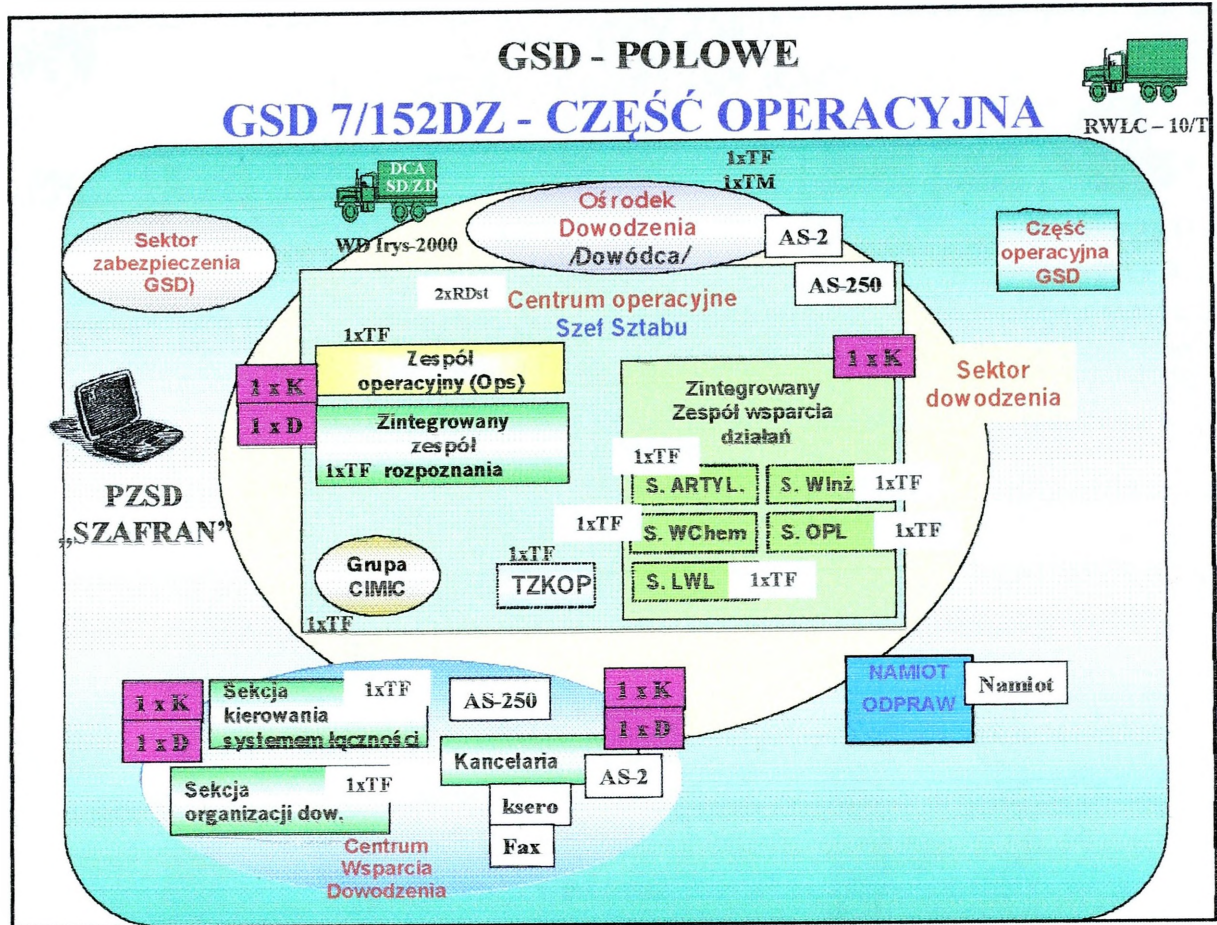 GSD - POLOWE
GSD 7/152DZ - CZĘŚĆ OPERACYJNA
RWŁC – 10/T
DCA
SD ZD
WD Irys-2000
1xTF
1xTM
Ośrodek
Dowodzenia
/Dowódca/
AS-2
Sektor
zabezpieczenia
GSD)
Część
operacyjna
GSD
AS-250
2xRDst
Centrum operacyjne
Szef Sztabu
1xTF
Zespół
operacyjny (Ops)
1 x K
1 x D
Zintegrowany
zespół
1xTF rozpoznania
1 x K
Zintegrowany
Zespół wsparcia
działań
Sektor
dowodzenia
1xTF
S. ARTYL.
S. WInż
1xTF
1xTF
S. WChem
S. OPL
1xTF
S. LWL
1xTF
PZSD
„SZAFRAN”
Grupa
CIMIC
1xTF
TZKOP
1xTF
1 x K
1 x D
Sekcja
kierowania
systemem łączności
1xTF
AS-250
1 x K
1 x D
Kancelaria
AS-2
ksero
Fax
Sekcja
organizacji dow.
1xTF
Centrum
Wsparcia
Dowodzenia
NAMIOT
ODPRAW
Namiot